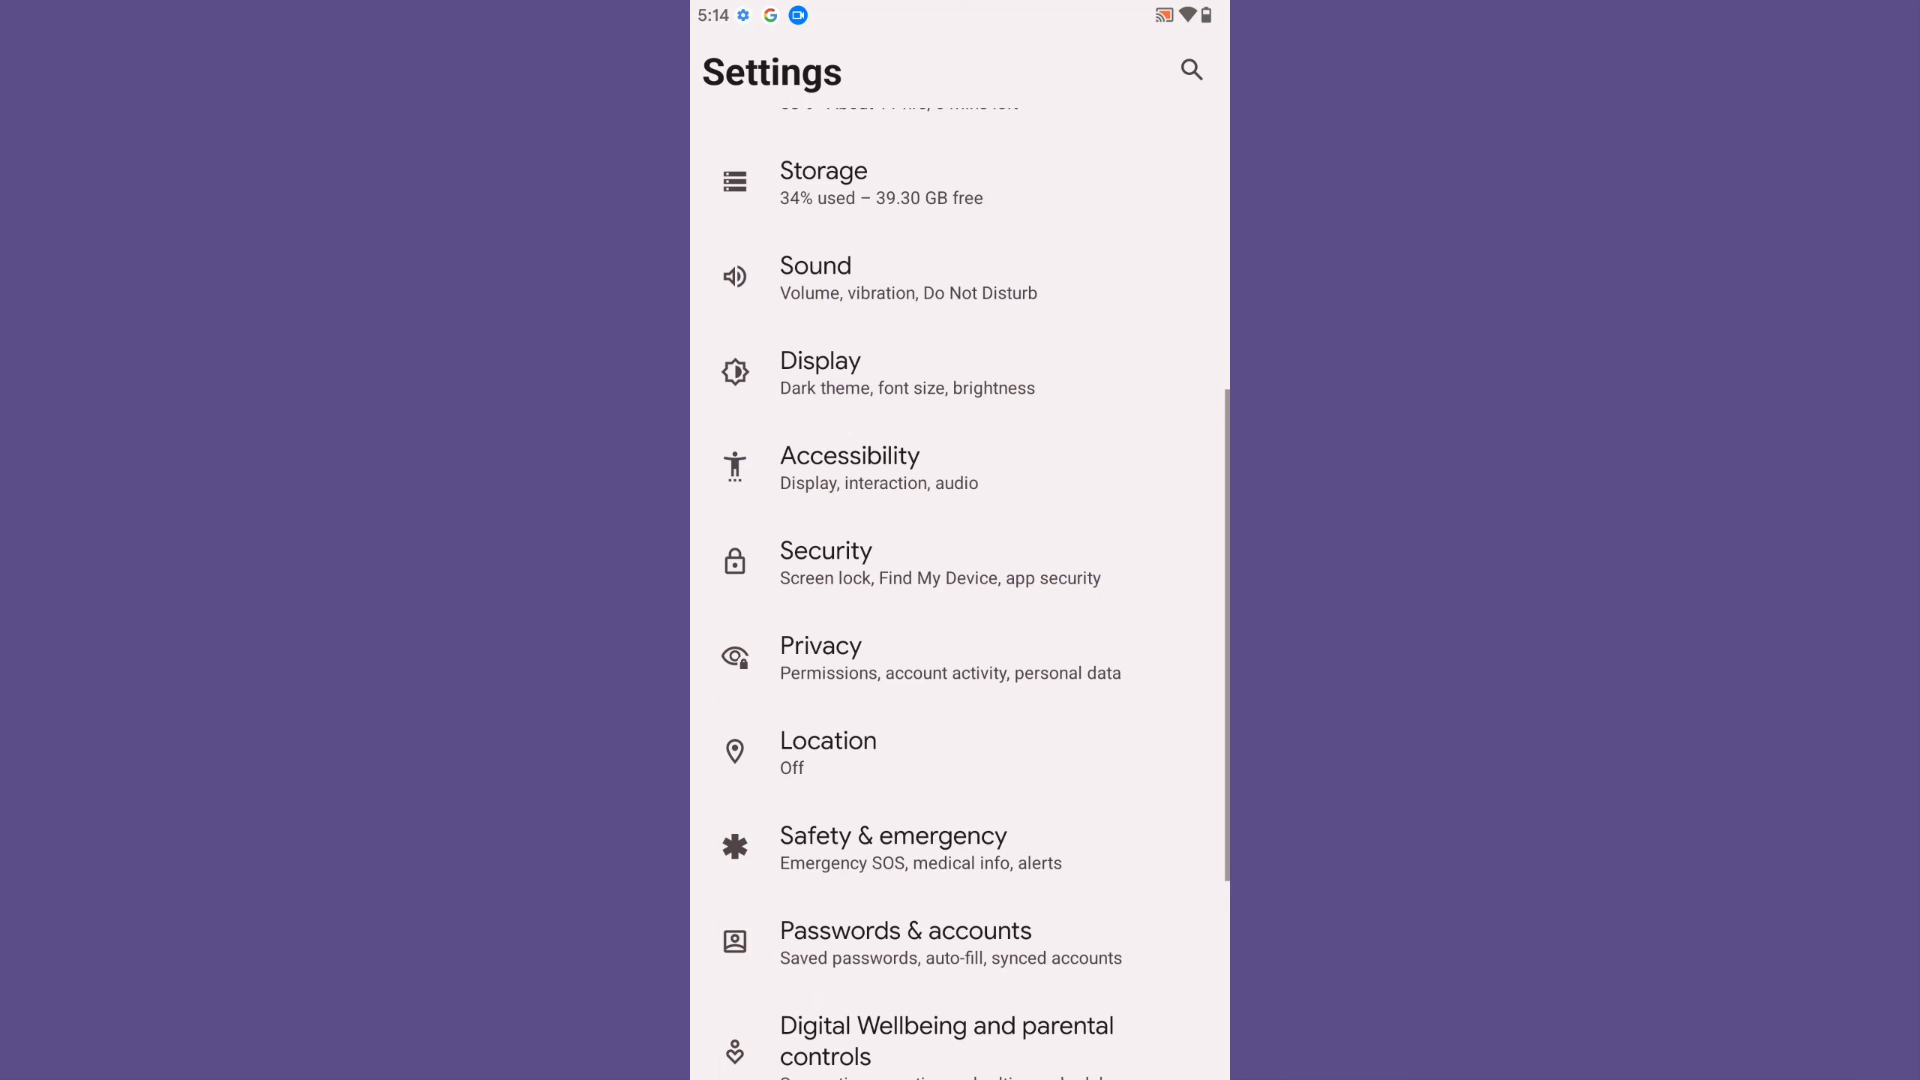 5:14
Settings
Storage
34% used – 39.30 GB free
Sound
Volume, vibration, Do Not Disturb
Display
Dark theme, font size, brightness
Accessibility
Display, interaction, audio
Security
Screen lock, Find My Device, app security
Privacy
Permissions, account activity, personal data
Location
Off
Safety & emergency
Emergency SOS, medical info, alerts
Passwords & accounts
Saved passwords, auto-fill, synced accounts
Digital Wellbeing and parental
controls